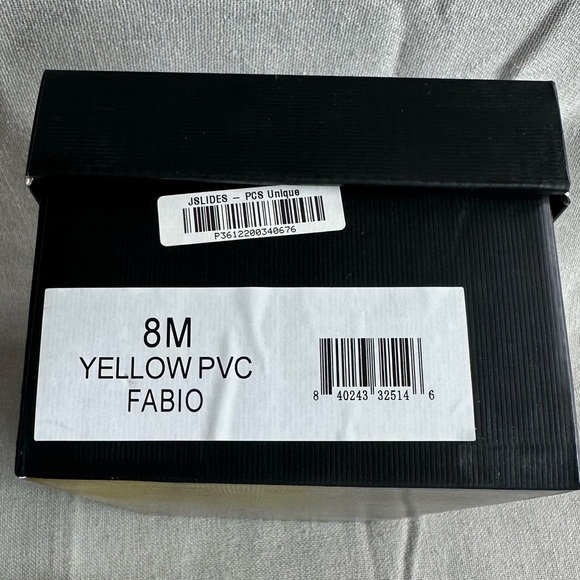 JSLIDES - PCS Unique
P3612200340676
8M
YELLOW PVC
FABIO
8 40243 32514 6